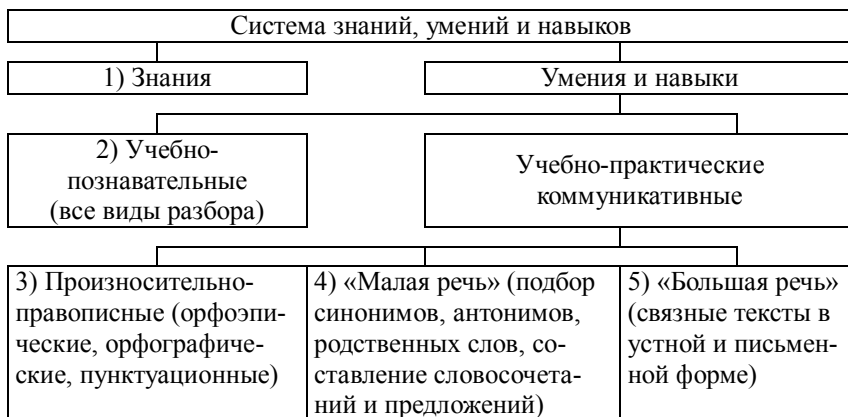 Система знаний, умений и навыков
1) Знания
Умения и навыки
2) Учебно-
познавательные
(все виды разбора)
Учебно-практические
коммуникативные
3) Произносительно-
правописные (орфоэпи-
ческие, орфографиче-
ские, пунктуационные)
4) «Малая речь» (подбор
синонимов, антонимов,
родственных слов, со-
ставление словосочета-
ний и предложений)
5) «Большая речь»
(связные тексты в
устной и письмен-
ной форме)